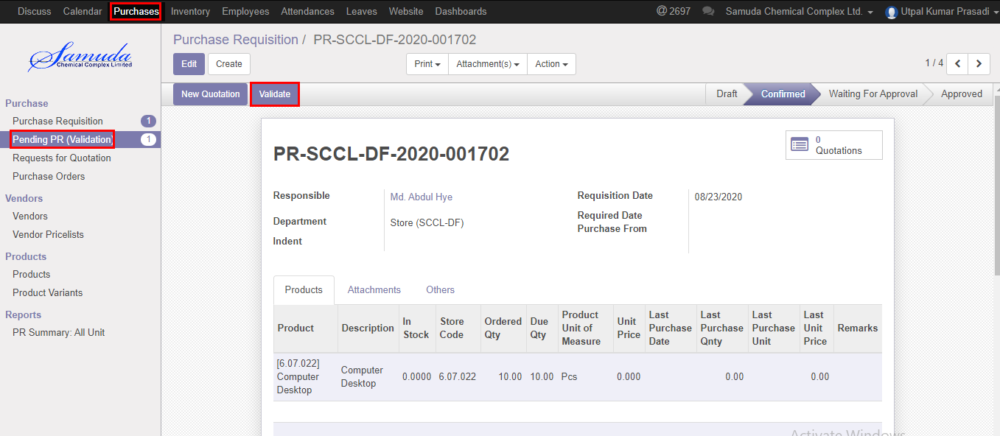 Discuss Calendar Purchases Inventory Employees Attendances Leaves Website Dashboards @ 2697 Samuda Chemical Complex Ltd. Utpal Kumar Prasadi
Samuda
Chemical Complex Limited
Purchase Requisition / PR-SCCL-DF-2020-001702
Edit Create Print Attachment(s) Action 1 / 4
New Quotation Validate Draft Confirmed Waiting For Approval Approved
Purchase
Purchase Requisition 1
Pending PR (Validation) 1
Requests for Quotation
Purchase Orders
Vendors
Vendors
Vendor Pricelists
Products
Products
Product Variants
Reports
PR Summary: All Unit
0
Quotations
PR-SCCL-DF-2020-001702
Responsible Md. Abdul Hye
Department Store (SCCL-DF)
Indent
Requisition Date 08/23/2020
Required Date
Purchase From
Products Attachments Others
Product Description In Stock Store Code Ordered Qty Due Qty Product Unit of Measure Unit Price Last Purchase Date Last Purchase Qnty Last Purchase Unit Last Unit Price Remarks
[6.07.022] Computer Desktop Computer Desktop 0.0000 6.07.022 10.00 10.00 Pcs 0.000 0.00 0.00
Activate Windows